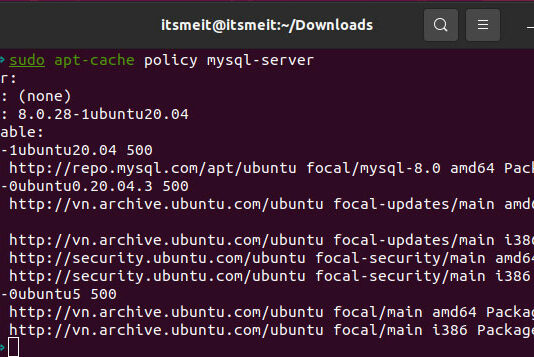 itsmeit@itsmeit:~/Downloads
sudo apt-cache policy mysql-server
r:
: (none)
: 8.0.28-1ubuntu20.04
able:
-1ubuntu20.04 500
http://repo.mysql.com/apt/ubuntu focal/mysql-8.0 amd64 Pack
-0ubuntu0.20.04.3 500
http://vn.archive.ubuntu.com/ubuntu focal-updates/main amd6
http://vn.archive.ubuntu.com/ubuntu focal-updates/main i386
http://security.ubuntu.com/ubuntu focal-security/main amd64
http://security.ubuntu.com/ubuntu focal-security/main i386
-0ubuntu5 500
http://vn.archive.ubuntu.com/ubuntu focal/main amd64 Package
http://vn.archive.ubuntu.com/ubuntu focal/main i386 Package